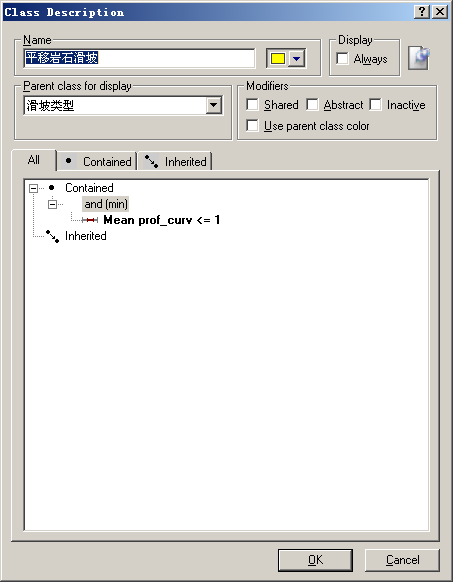 Class Description
Name
平移岩石滑坡
Display
Always
Parent class for display
滑坡类型
Modifiers
Shared Abstract Inactive
Use parent class color
All Contained Inherited
Contained
and (min)
Mean prof_curv <= 1
Inherited
OK Cancel